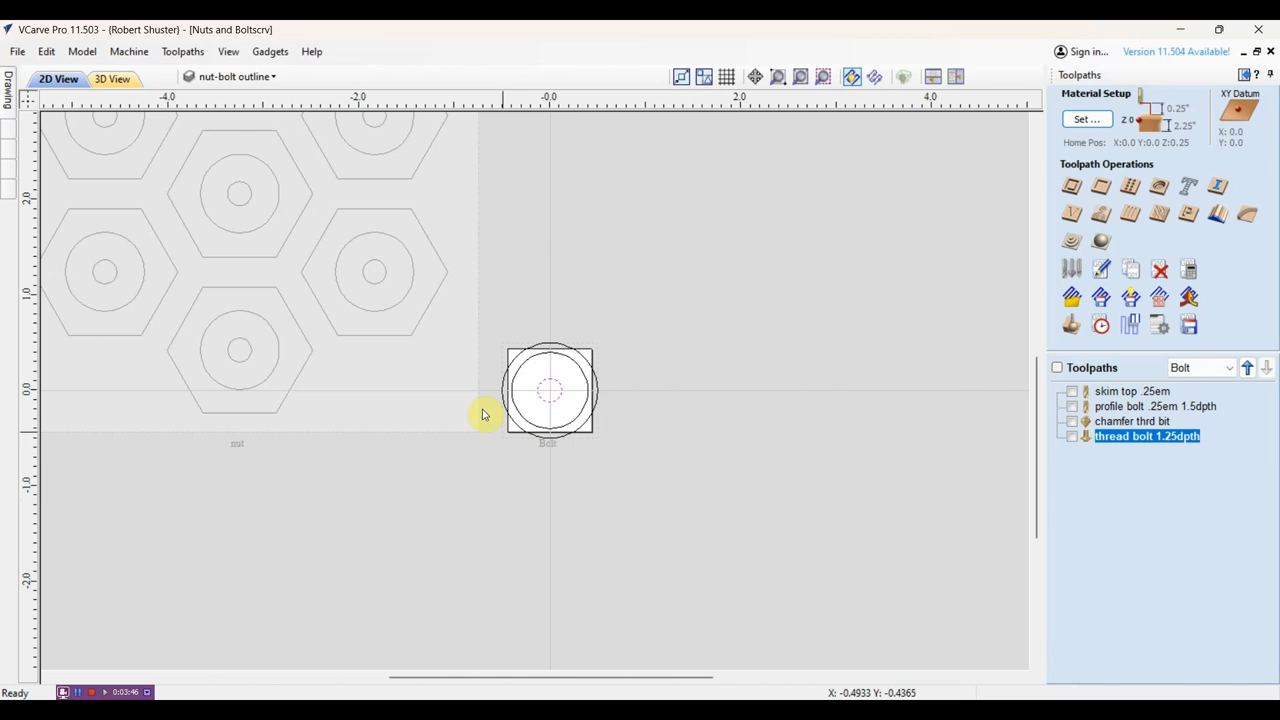 VCarve Pro 11.503 - {Robert Shuster} - [Nuts and Boltscrv]
File Edit Model Machine Toolpaths View Gadgets Help
Sign in... Version 11.504 Available!
2D View 3D View nut-bolt outline
Drawing
-4.0 -2.0 -0.0 2.0 4.0
2.0
1.0
0.0
-1.0
-2.0
nut
Bolt
Toolpaths
Material Setup
XY Datum
Set ...
Z 0
0.25"
2.25"
X: 0.0
Y: 0.0
Home Pos: X:0.0 Y:0.0 Z:0.25
Toolpath Operations
Toolpaths Bolt
skim top .25em
profile bolt .25em 1.5dpth
chamfer thrd bit
thread bolt 1.25dpth
Ready
0:03:46
X: -0.4933 Y: -0.4365